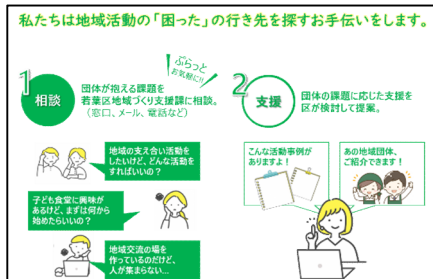 私たちは地域活動の「困った」の行き先を探すお手伝いをします。
ぷらっと
お気軽に!!
1
相談
団体が抱える課題を
若葉区地域づくり支援課に相談。
（窓口、メール、電話など）
地域の支え合い活動を
したいけど、どんな活動を
すればいいの？
子ども食堂に興味が
あるけど、まずは何から
始めたらいいの？
地域交流の場を
作っているのだけど、
人が集まらない…
2
支援
団体の課題に応じた支援を
区が検討して提案。
こんな活動事例が
ありますよ！
あの地域団体、
ご紹介できます！